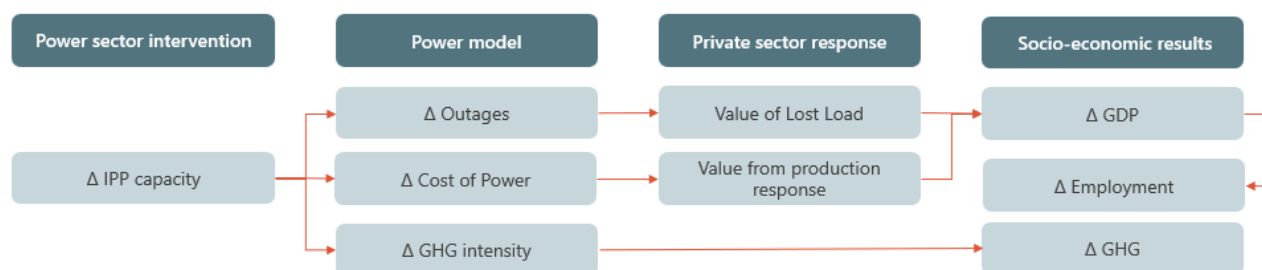 Power sector intervention
Power model
Private sector response
Socio-economic results
Δ Outages
Value of Lost Load
Δ GDP
Δ IPP capacity
Δ Cost of Power
Value from production
response
Δ Employment
Δ GHG intensity
Δ GHG